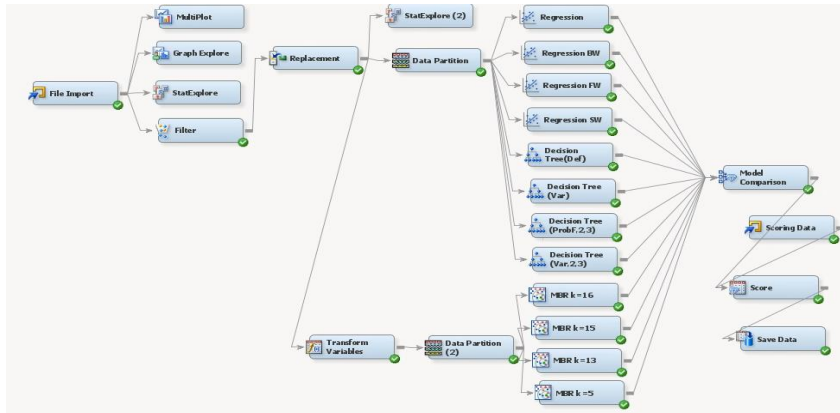 MultiPlot
Graph Explore
File Import
StatExplore
Filter
Replacement
StatExplore (2)
Data Partition
Regression
Regression BW
Regression FW
Regression SW
Decision
Tree(Def)
Decision Tree
(Var)
Decision Tree
(ProbF,2,3)
Decision Tree
(Var,2,3)
Transform
Variables
Data Partition
(2)
MBR k=16
MBR k=15
MBR k=13
MBR k=5
Model
Comparison
Scoring Data
Score
Save Data